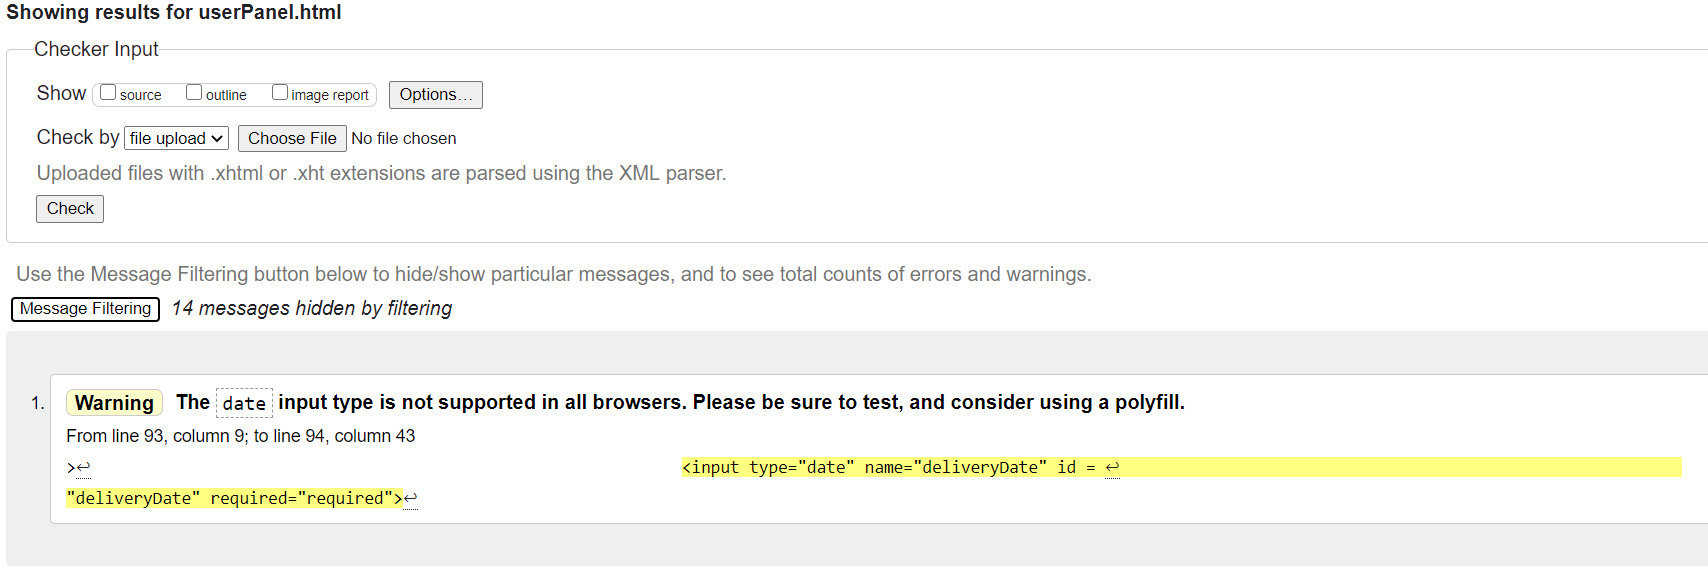 Showing results for userPanel.html
Checker Input
Show source outline image report Options...
Check by file upload Choose File No file chosen
Uploaded files with .xhtml or .xht extensions are parsed using the XML parser.
Check
Use the Message Filtering button below to hide/show particular messages, and to see total counts of errors and warnings.
Message Filtering 14 messages hidden by filtering
1. Warning The date input type is not supported in all browsers. Please be sure to test, and consider using a polyfill.
From line 93, column 9; to line 94, column 43
>↩ <input type="date" name="deliveryDate" id = ↩
"deliveryDate" required="required">↩